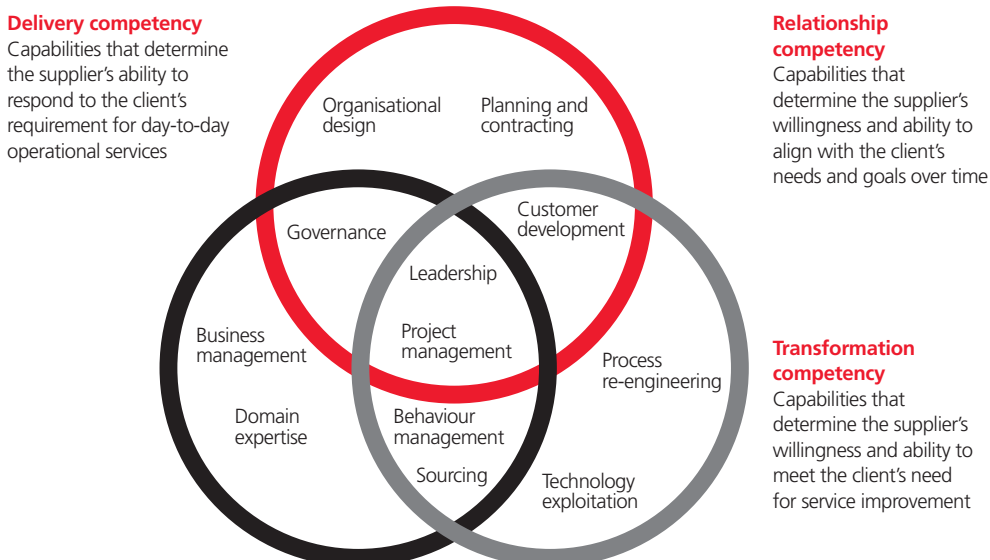 Delivery competency
Capabilities that determine
the supplier's ability to
respond to the client's
requirement for day-to-day
operational services
Relationship
competency
Capabilities that
determine the supplier's
willingness and ability to
align with the client's
needs and goals over time
Organisational
design
Planning and
contracting
Governance
Customer
development
Leadership
Business
management
Project
management
Process
re-engineering
Domain
expertise
Behaviour
management
Sourcing
Technology
exploitation
Transformation
competency
Capabilities that
determine the supplier's
willingness and ability to
meet the client's need
for service improvement